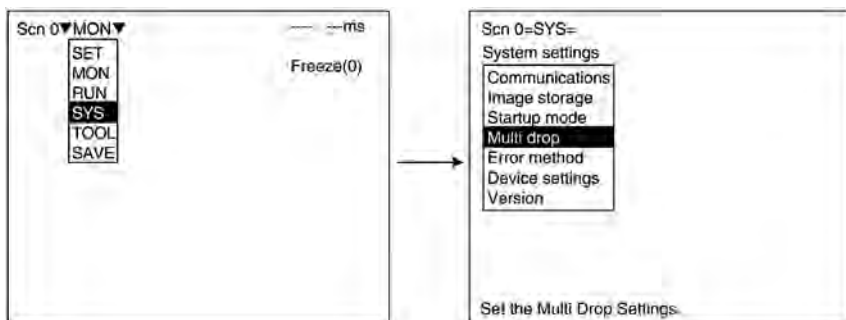 Scn 0▼MON▼ ---- ---ms
SET
MON
RUN
SYS
TOOL
SAVE
Freeze(0)
Scn 0=SYS=
System settings
Communications
Image storage
Startup mode
Multi drop
Error method
Device settings
Version
Set the Multi Drop Settings.